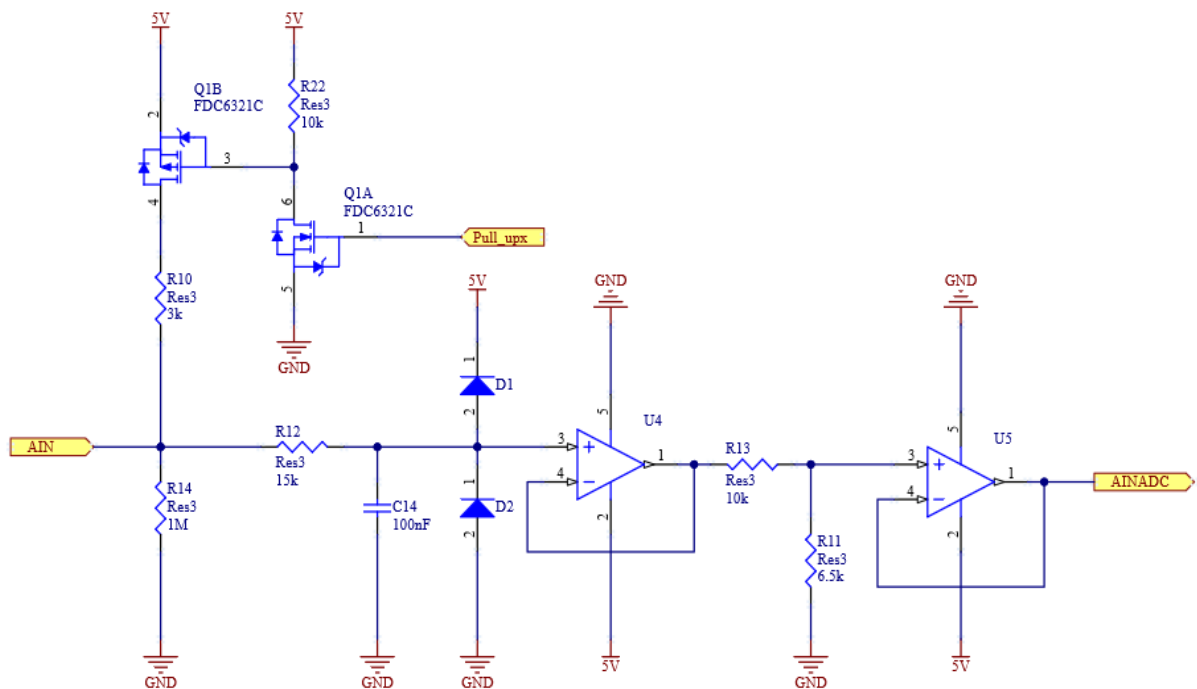 5V
5V
Q1B
FDC6321C
R22
Res3
10k
2
3
4
Q1A
FDC6321C
6
1
Pull_upx
5
GND
R10
Res3
3k
5V
GND
GND
1
D1
2
5
U4
5
U5
AIN
R12
Res3
15k
3
+
4
−
1
R13
Res3
10k
3
+
4
−
1
AINADC
R14
Res3
1M
C14
100nF
1
D2
2
2
R11
Res3
6.5k
2
GND
GND
GND
5V
GND
5V